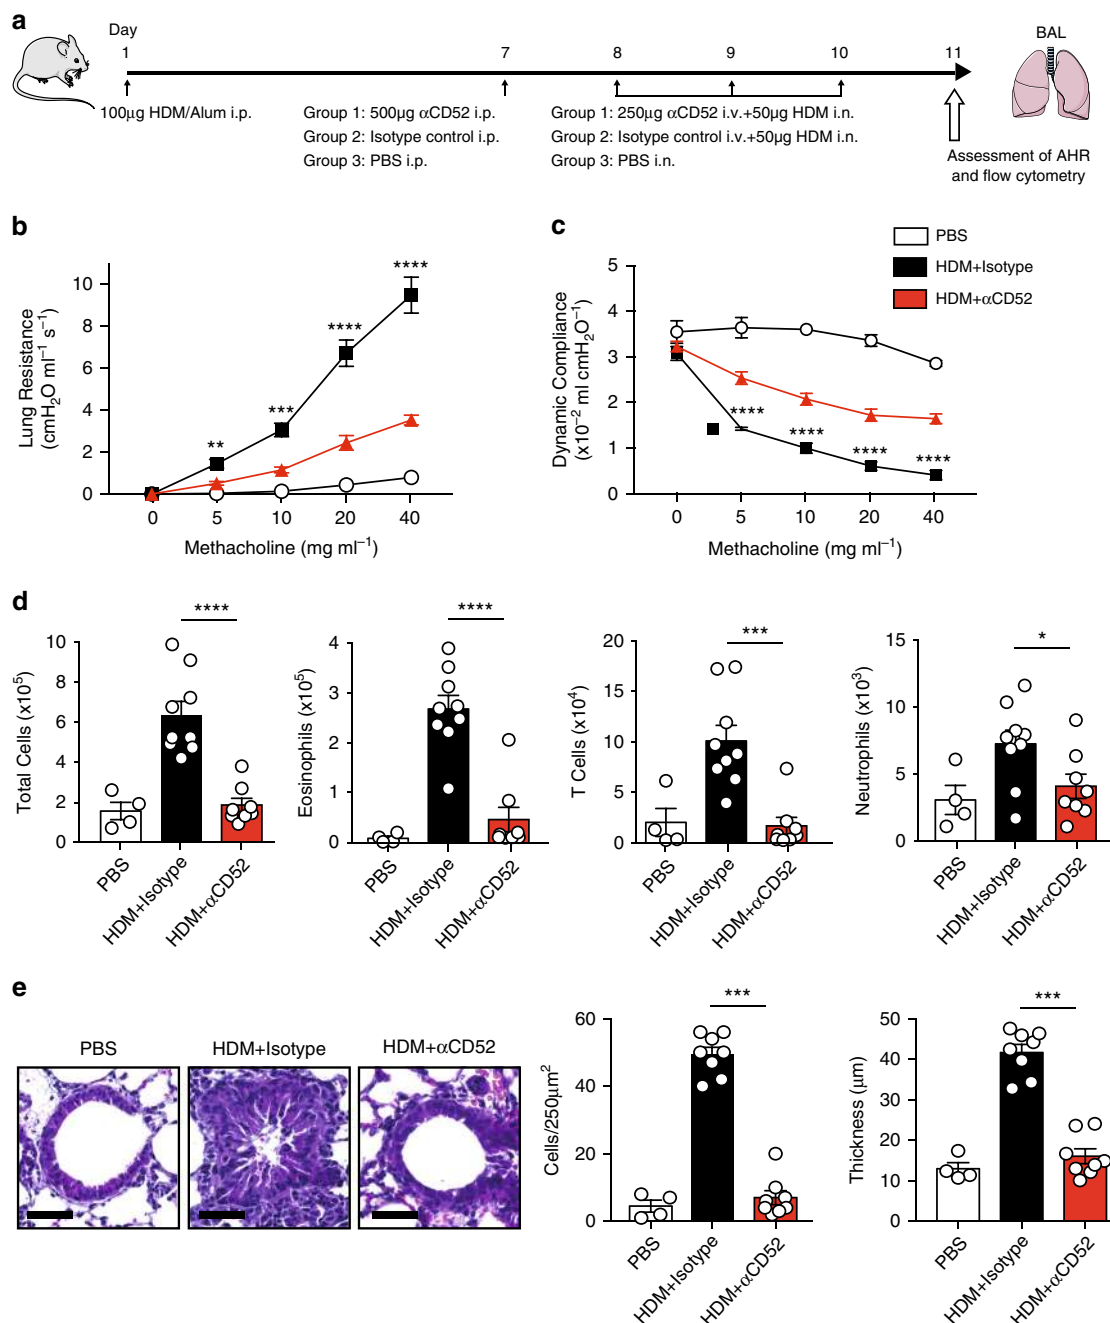 a
Day
1
7
8
9
10
11
BAL
100μg HDM/Alum i.p.
Group 1: 500μg αCD52 i.p.
Group 2: Isotype control i.p.
Group 3: PBS i.p.
Group 1: 250μg αCD52 i.v.+50μg HDM i.n.
Group 2: Isotype control i.v.+50μg HDM i.n.
Group 3: PBS i.n.
Assessment of AHR
and flow cytometry
b
Lung Resistance
(cmH2O ml−1 s−1)
10
8
6
4
2
0
**
***
****
****
0 5 10 20 40
Methacholine (mg ml−1)
c
PBS
HDM+Isotype
HDM+αCD52
Dynamic Compliance
(x10−2 ml cmH2O−1)
5
4
3
2
1
0
****
****
****
****
0 5 10 20 40
Methacholine (mg ml−1)
d
Total Cells (x10⁵)
10
8
6
4
2
0
****
PBS
HDM+Isotype
HDM+αCD52
Eosinophils (x10⁵)
4
3
2
1
0
****
PBS
HDM+Isotype
HDM+αCD52
T Cells (x10⁴)
20
15
10
5
0
***
PBS
HDM+Isotype
HDM+αCD52
Neutrophils (x10³)
15
10
5
0
*
PBS
HDM+Isotype
HDM+αCD52
e
PBS
HDM+Isotype
HDM+αCD52
Cells/250μm²
60
40
20
0
***
PBS
HDM+Isotype
HDM+αCD52
Thickness (μm)
50
40
30
20
10
0
***
PBS
HDM+Isotype
HDM+αCD52